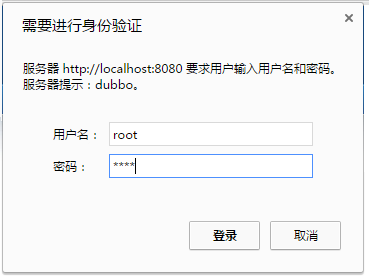 需要进行身份验证
服务器 http://localhost:8080 要求用户输入用户名和密码。
服务器提示：dubbo。
用户名： root
密码： ****
登录 取消